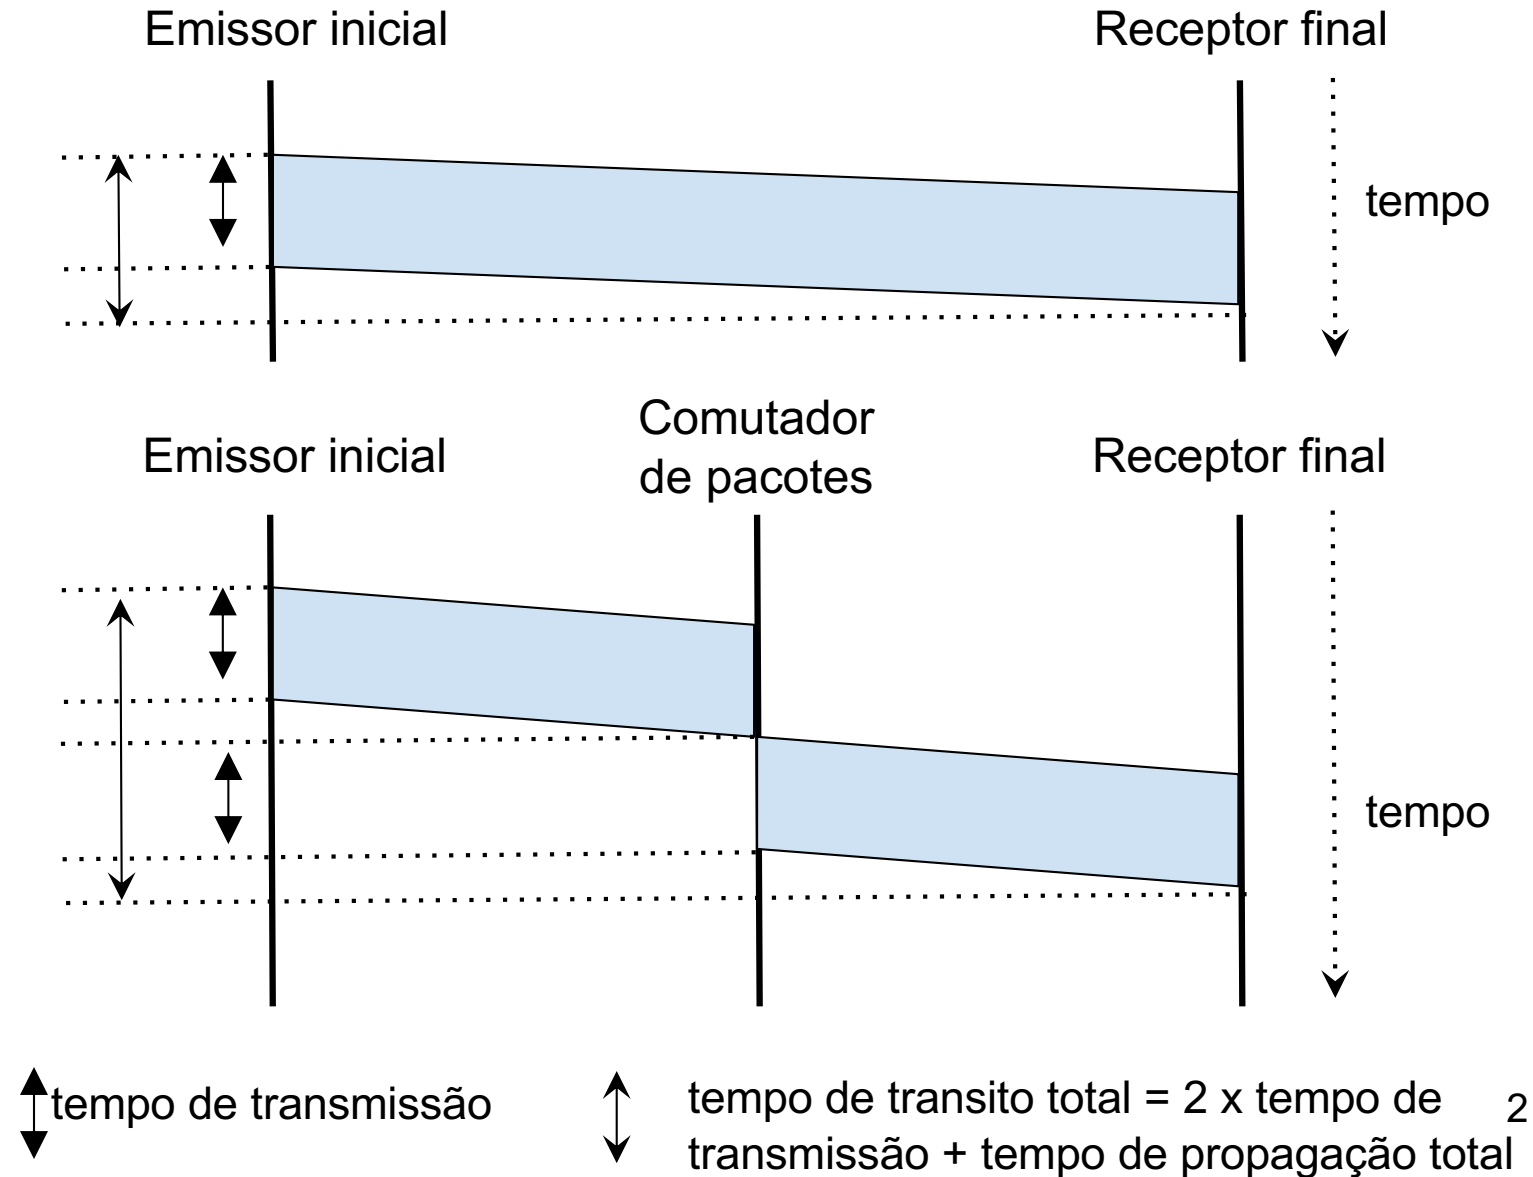 Emissor inicial Receptor final
tempo
Comutador
de pacotes
Emissor inicial Receptor final
tempo
tempo de transmissão
tempo de transito total = 2 x tempo de
transmissão + tempo de propagação total
2